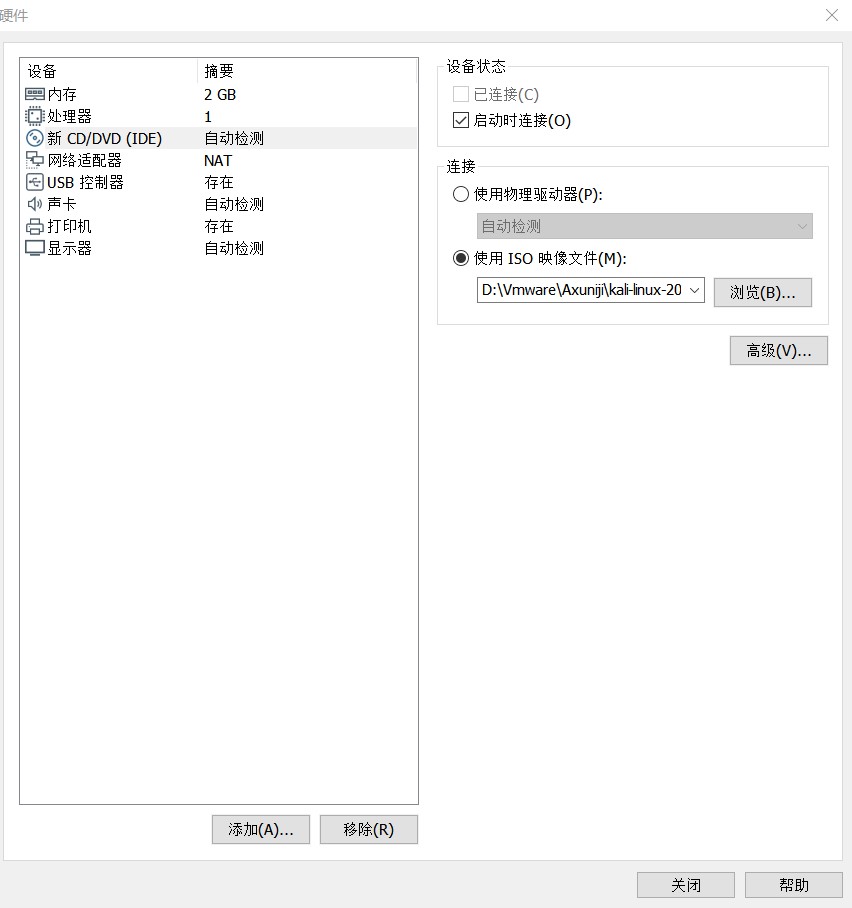 硬件
设备 摘要
内存 2 GB
处理器 1
新 CD/DVD (IDE) 自动检测
网络适配器 NAT
USB 控制器 存在
声卡 自动检测
打印机 存在
显示器 自动检测
添加(A)... 移除(R)
设备状态
已连接(C)
启动时连接(O)
连接
使用物理驱动器(P):
自动检测
使用 ISO 映像文件(M):
D:\Vmware\Axuniji\kali-linux-20 浏览(B)...
高级(V)...
关闭 帮助